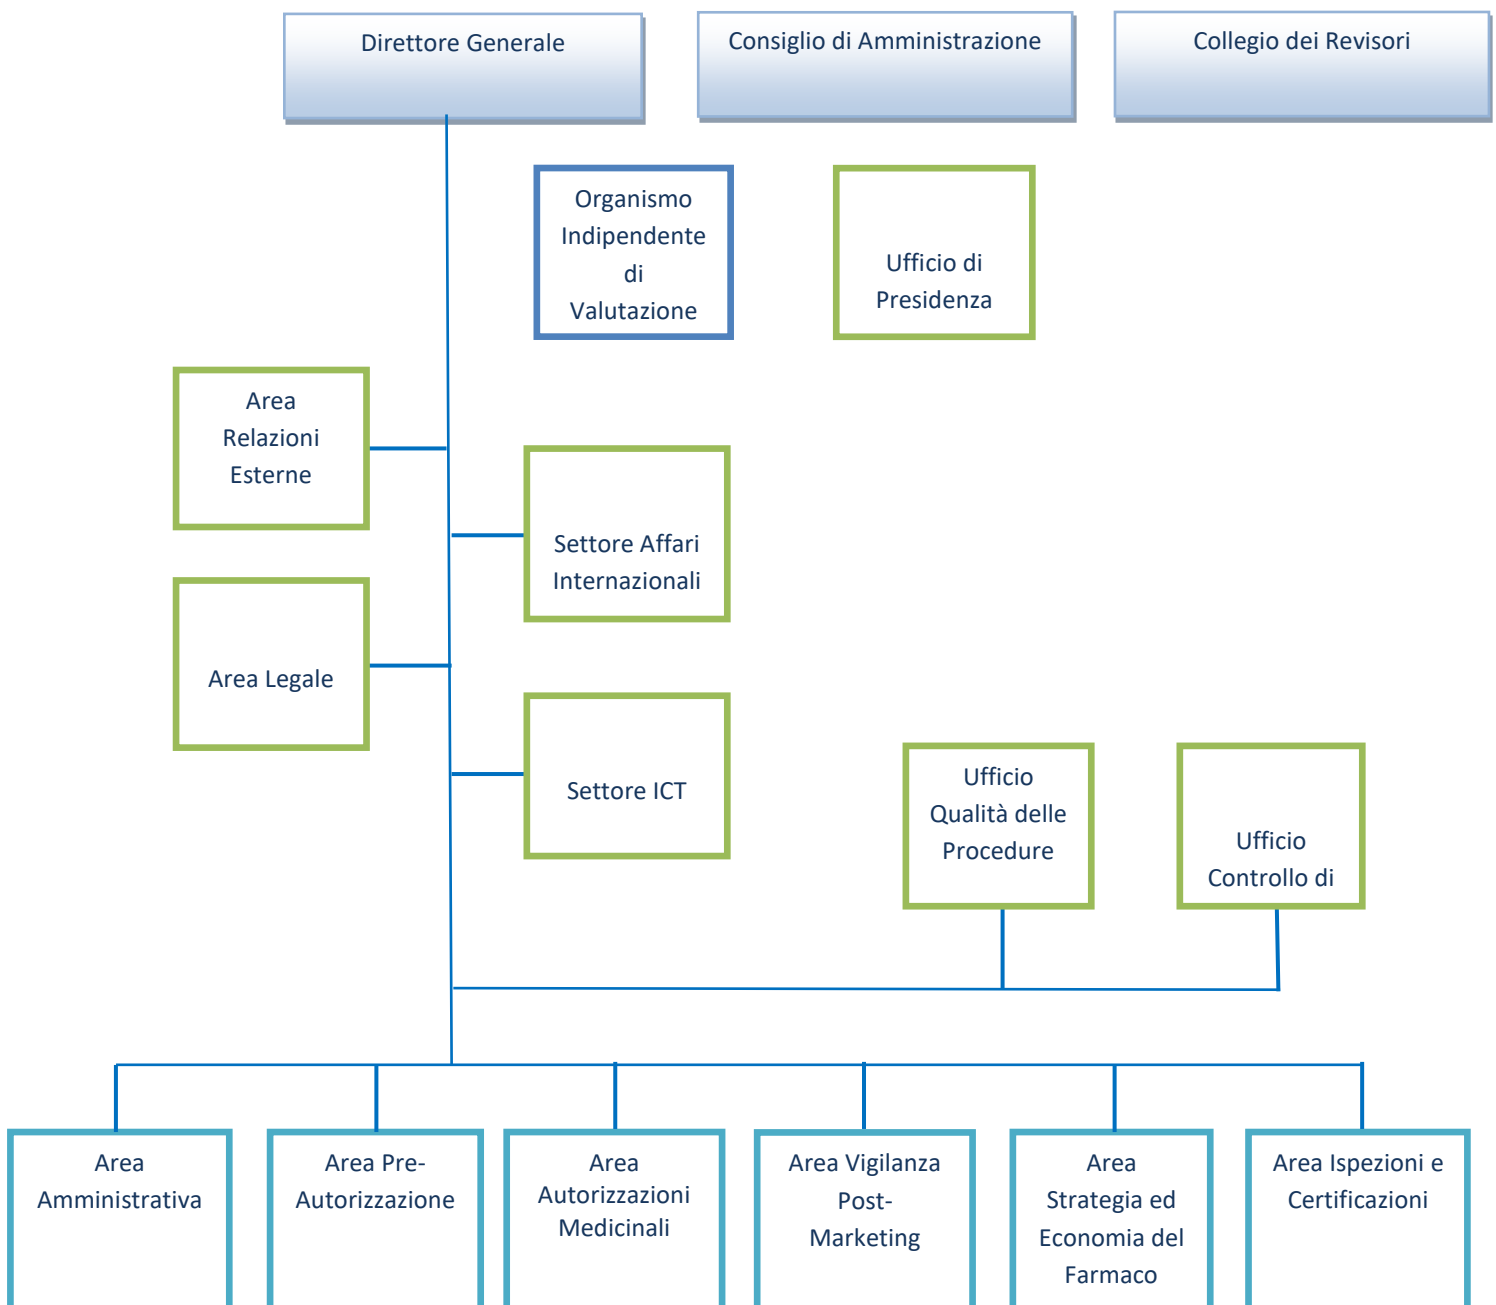 Direttore Generale
Consiglio di Amministrazione
Collegio dei Revisori
Organismo
Indipendente
di
Valutazione
Ufficio di
Presidenza
Area
Relazioni
Esterne
Settore Affari
Internazionali
Area Legale
Settore ICT
Ufficio
Qualità delle
Procedure
Ufficio
Controllo di
Area
Amministrativa
Area Pre-
Autorizzazione
Area
Autorizzazioni
Medicinali
Area Vigilanza
Post-
Marketing
Area
Strategia ed
Economia del
Farmaco
Area Ispezioni e
Certificazioni